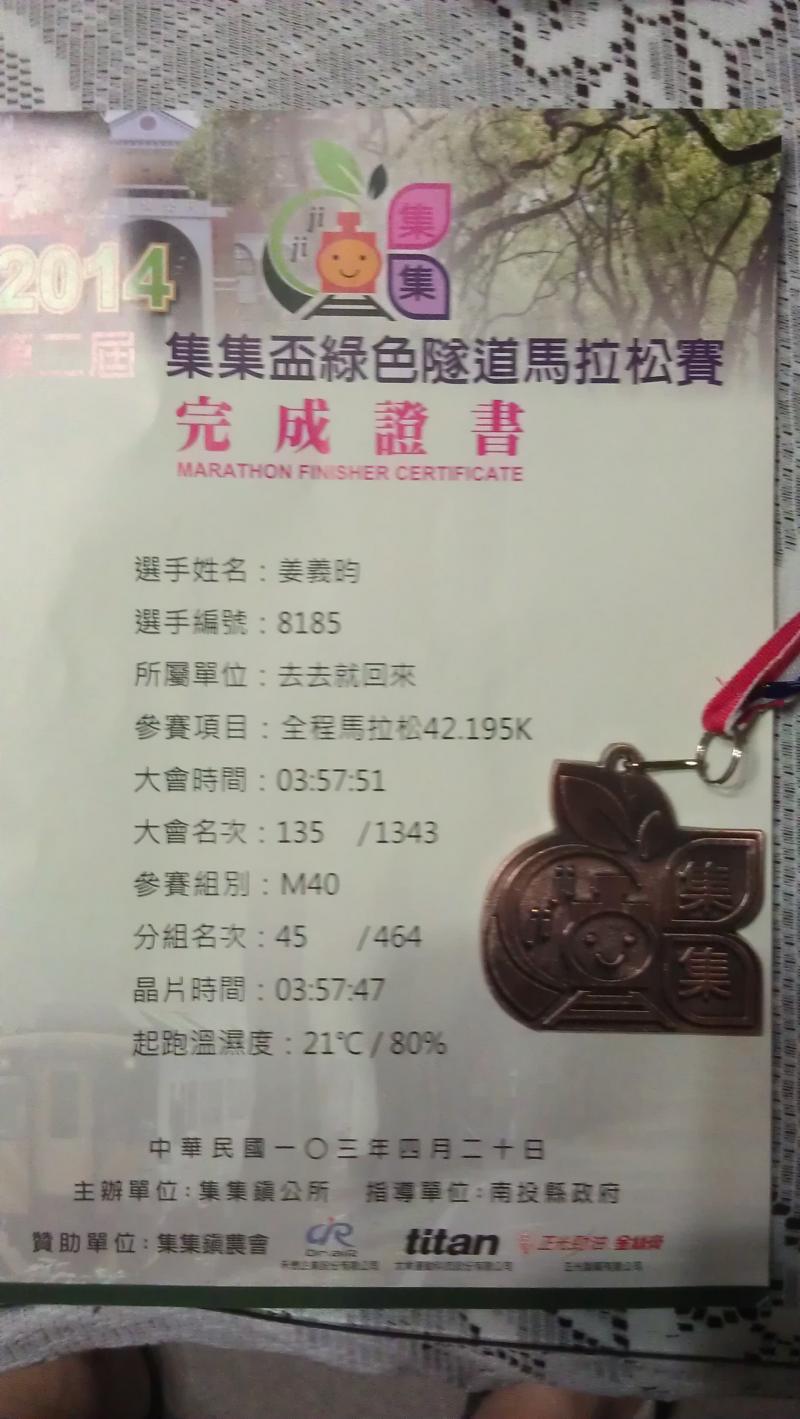 2014
ji
ji
集
集
第二屆 集集盃綠色隧道馬拉松賽
完成證書
MARATHON FINISHER CERTIFICATE
選手姓名：姜義昀
選手編號：8185
所屬單位：去去就回來
參賽項目：全程馬拉松42.195K
大會時間：03:57:51
大會名次：135 /1343
參賽組別：M40
分組名次：45 /464
晶片時間：03:57:47
起跑溫濕度：21℃ / 80%
ji
ji
集
集
中華民國一〇三年四月二十日
主辦單位：集集鎮公所 指導單位：南投縣政府
贊助單位：集集鎮農會 titan